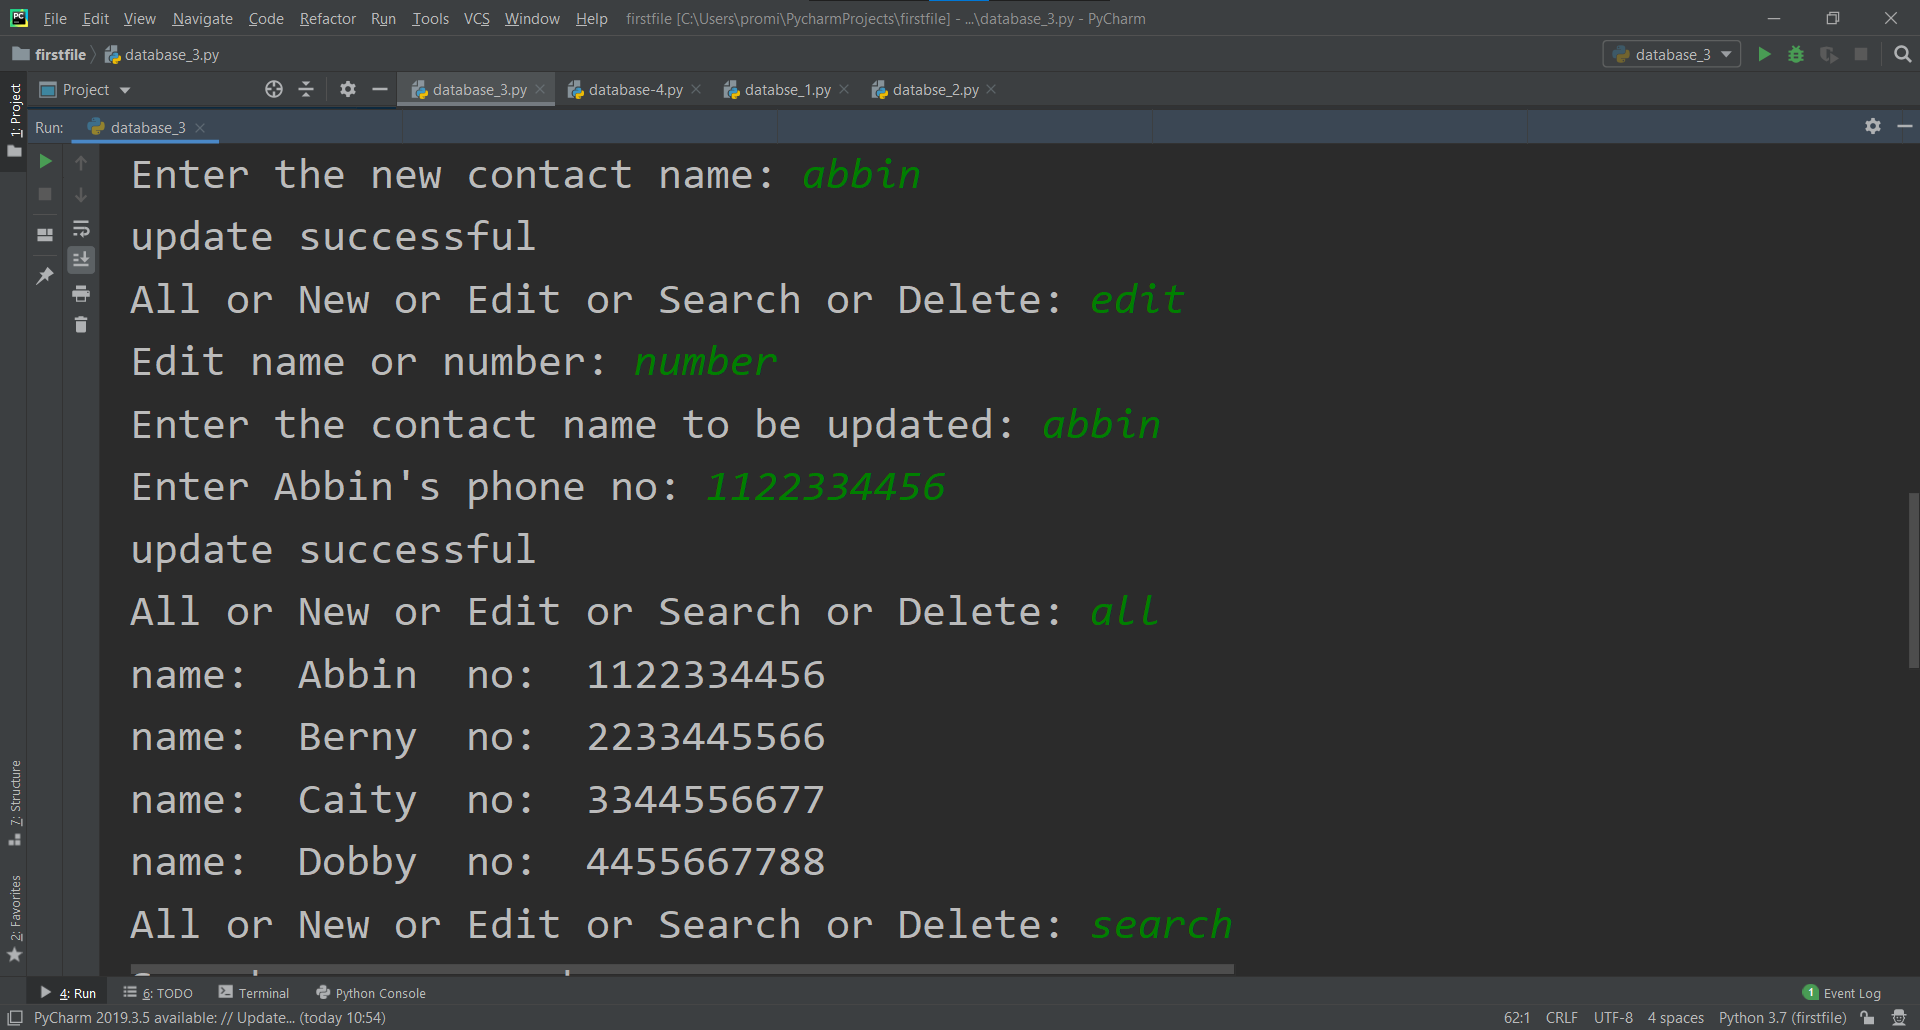 PC File Edit View Navigate Code Refactor Run Tools VCS Window Help firstfile [C:\Users\promi\PycharmProjects\firstfile] - ...\database_3.py - PyCharm
firstfile database_3.py database_3
Project database_3.py database-4.py databse_1.py databse_2.py
1: Project
Run: database_3
Enter the new contact name: abbin
update successful
All or New or Edit or Search or Delete: edit
Edit name or number: number
Enter the contact name to be updated: abbin
Enter Abbin's phone no: 1122334456
update successful
All or New or Edit or Search or Delete: all
name: Abbin no: 1122334456
name: Berny no: 2233445566
name: Caity no: 3344556677
name: Dobby no: 4455667788
All or New or Edit or Search or Delete: search
7: Structure
2: Favorites
4: Run 6: TODO Terminal Python Console 1 Event Log
PyCharm 2019.3.5 available: // Update... (today 10:54) 62:1 CRLF UTF-8 4 spaces Python 3.7 (firstfile)